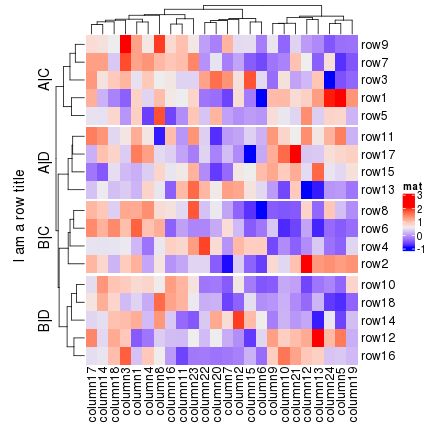 I am a row title
A|C
A|D
B|C
B|D
row9
row7
row3
row1
row5
row11
row17
row15
row13
row8
row6
row4
row2
row10
row18
row14
row12
row16
mat
3
2
1
0
-1
column17
column14
column18
column3
column1
column4
column8
column16
column11
column23
column22
column20
column7
column2
column15
column6
column9
column10
column21
column12
column13
column24
column5
column19